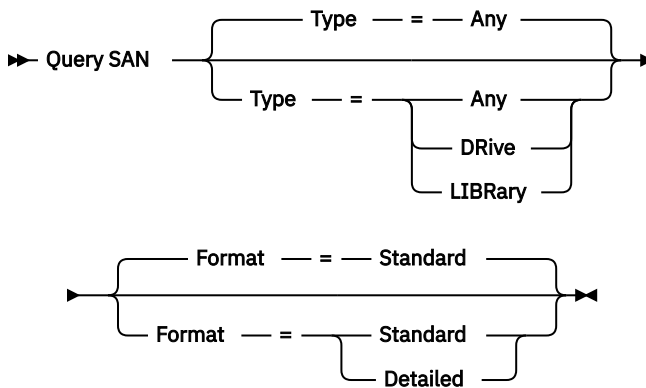 Type = Any
Query SAN
Type = Any
DRive
LIBRary
Format = Standard
Format = Standard
Detailed